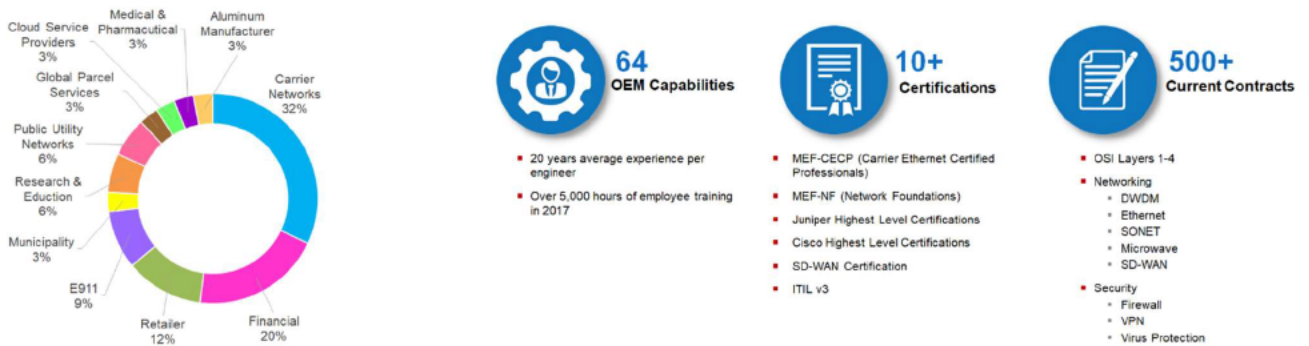 Medical &
Pharmacutical
3%
Aluminum
Manufacturer
3%
Cloud Service
Providers
3%
Global Parcel
Services
3%
Carrier
Networks
32%
Public Utility
Networks
6%
Research &
Eduction
6%
Municipality
3%
E911
9%
Retailer
12%
Financial
20%
64
OEM Capabilities
20 years average experience per
engineer
Over 5,000 hours of employee training
in 2017
10+
Certifications
MEF-CECP (Carrier Ethernet Certified
Professionals)
MEF-NF (Network Foundations)
Juniper Highest Level Certifications
Cisco Highest Level Certifications
SD-WAN Certification
ITIL v3
500+
Current Contracts
OSI Layers 1-4
Networking
DWDM
Ethernet
SONET
Microwave
SD-WAN
Security
Firewall
VPN
Virus Protection